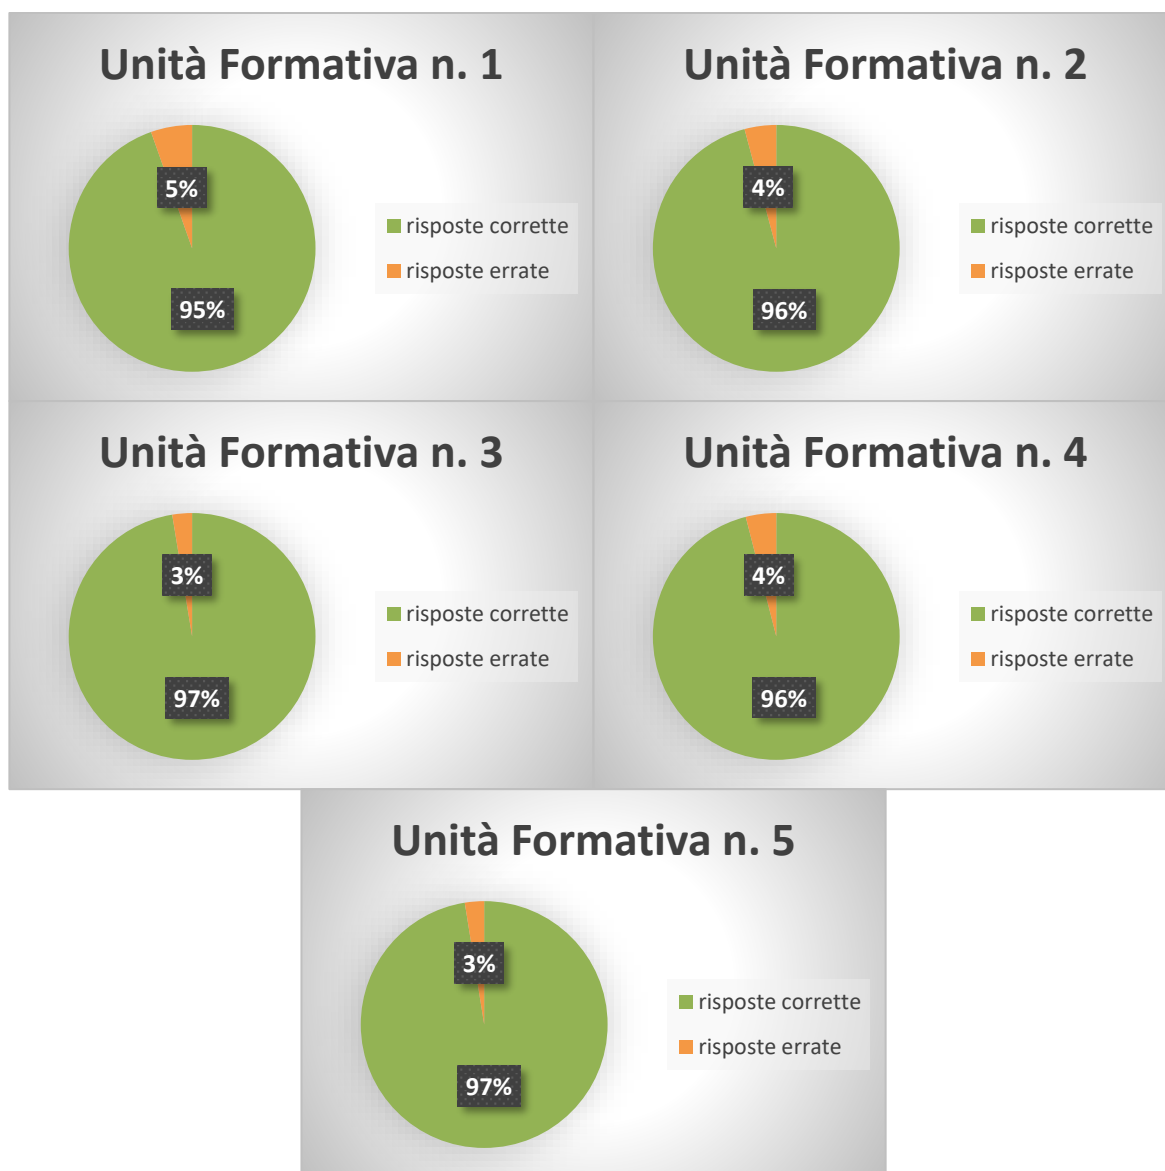 Unità Formativa n. 1
5%
95%
risposte corrette
risposte errate
Unità Formativa n. 2
4%
96%
risposte corrette
risposte errate
Unità Formativa n. 3
3%
97%
risposte corrette
risposte errate
Unità Formativa n. 4
4%
96%
risposte corrette
risposte errate
Unità Formativa n. 5
3%
97%
risposte corrette
risposte errate